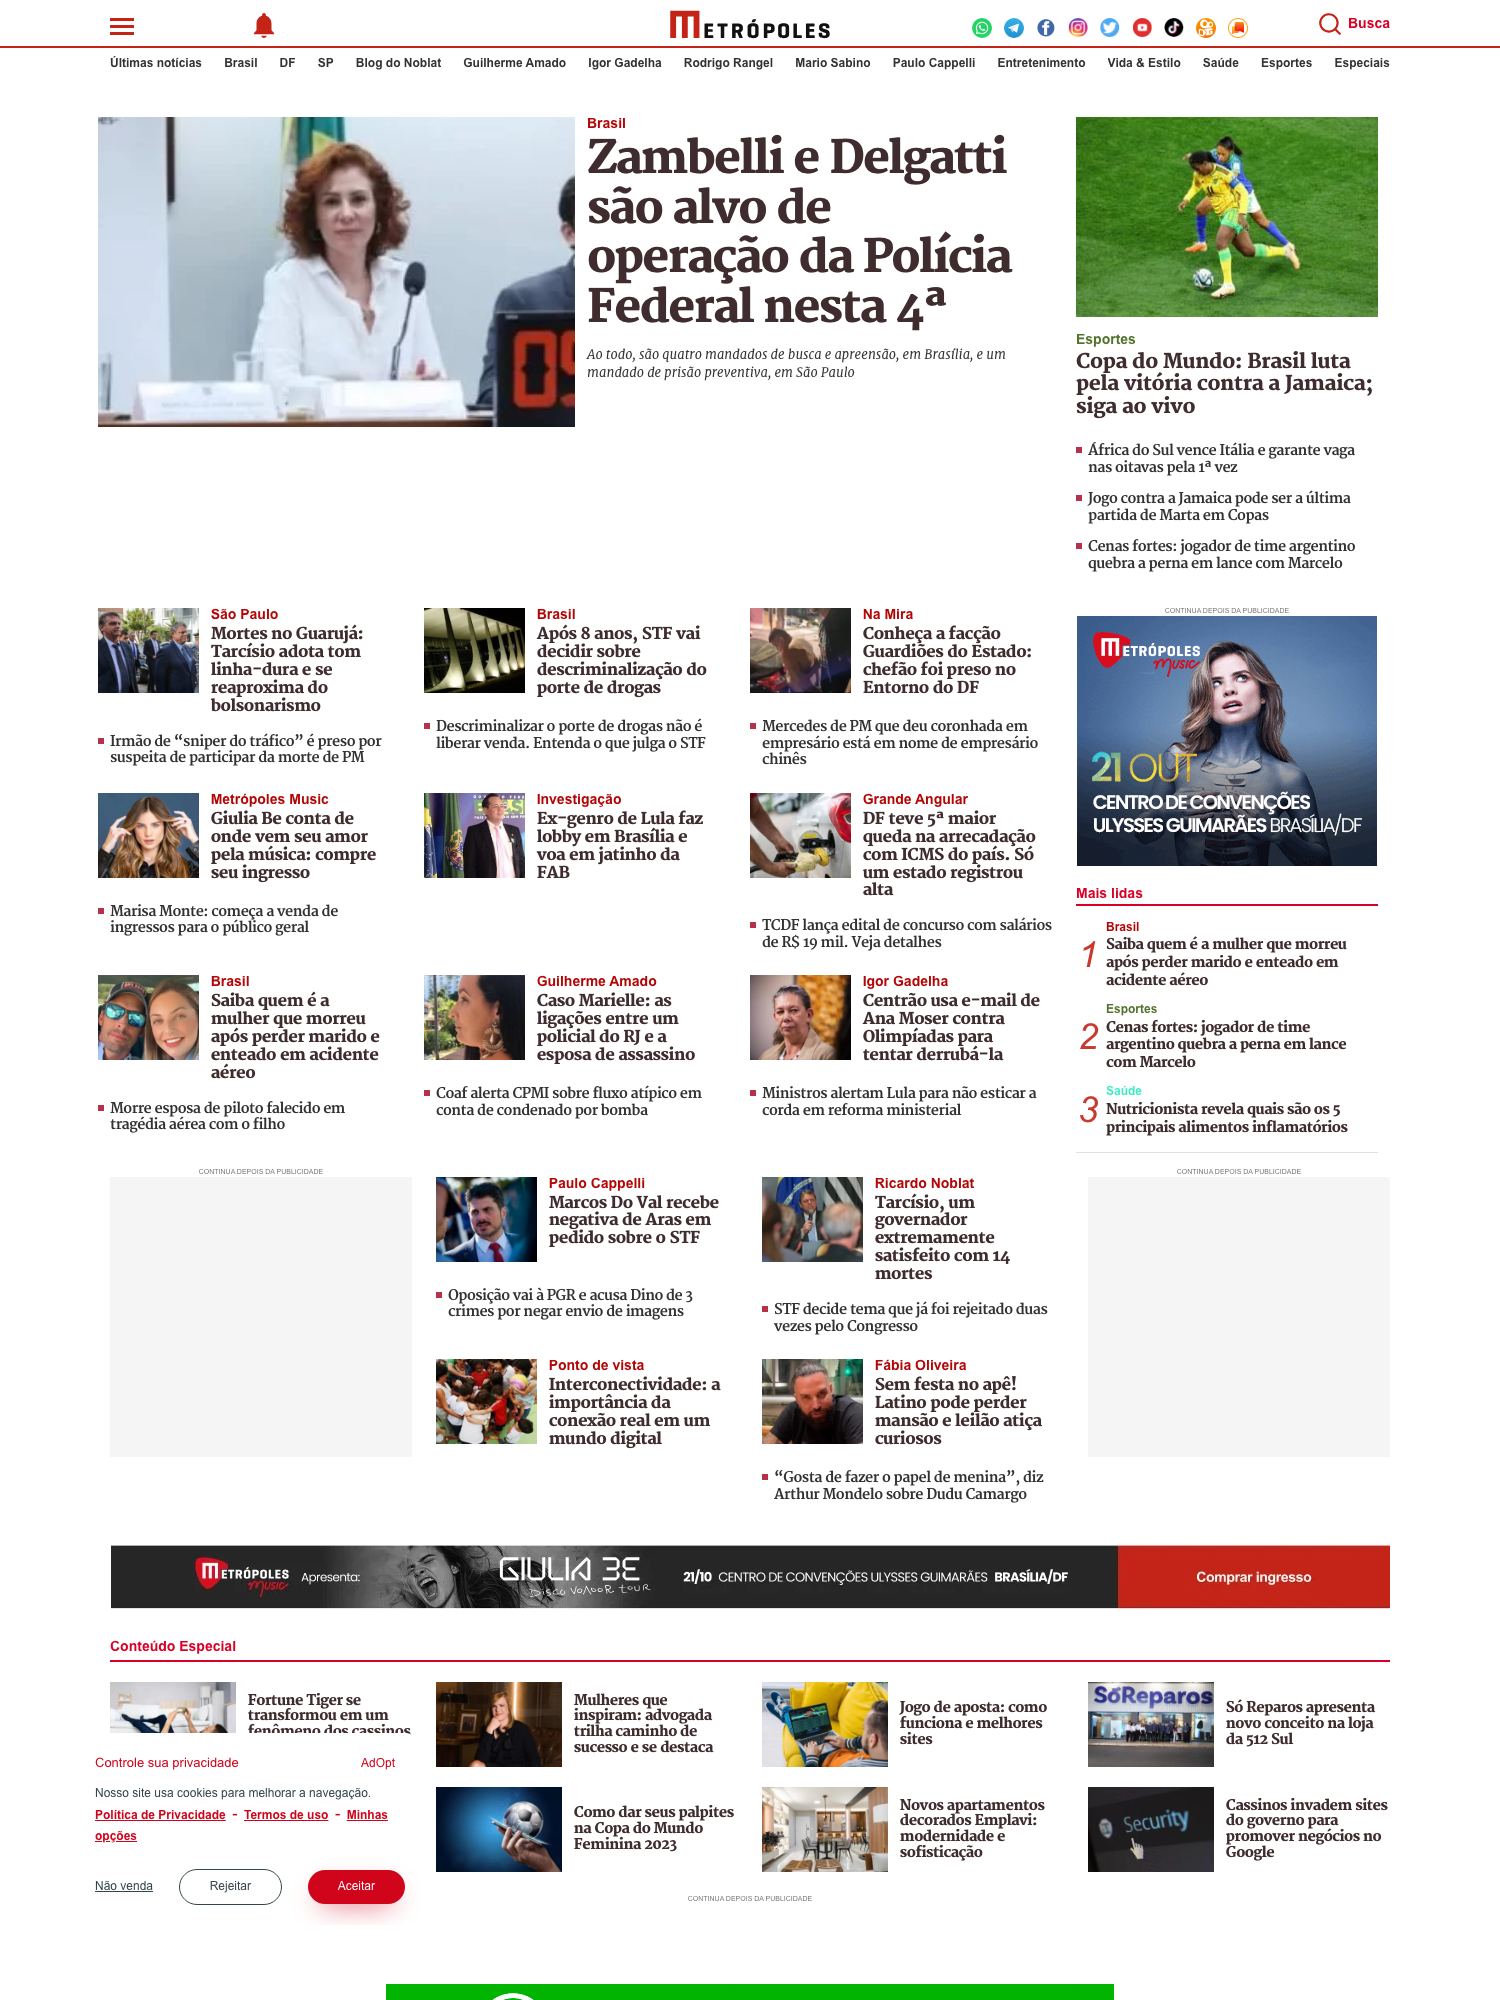 METRÓPOLES
Busca
Últimas notícias Brasil DF SP Blog do Noblat Guilherme Amado Igor Gadelha Rodrigo Rangel Mario Sabino Paulo Cappelli Entretenimento Vida & Estilo Saúde Esportes Especiais
Brasil
Zambelli e Delgatti
são alvo de
operação da Polícia
Federal nesta 4ª
Ao todo, são quatro mandados de busca e apreensão, em Brasília, e um
mandado de prisão preventiva, em São Paulo
Esportes
Copa do Mundo: Brasil luta
pela vitória contra a Jamaica;
siga ao vivo
África do Sul vence Itália e garante vaga
nas oitavas pela 1ª vez
Jogo contra a Jamaica pode ser a última
partida de Marta em Copas
Cenas fortes: jogador de time argentino
quebra a perna em lance com Marcelo
São Paulo
Mortes no Guarujá:
Tarcísio adota tom
linha-dura e se
reaproxima do
bolsonarismo
Irmão de “sniper do tráfico” é preso por
suspeita de participar da morte de PM
Brasil
Após 8 anos, STF vai
decidir sobre
descriminalização do
porte de drogas
Descriminalizar o porte de drogas não é
liberar venda. Entenda o que julga o STF
Na Mira
Conheça a facção
Guardiões do Estado:
chefão foi preso no
Entorno do DF
Mercedes de PM que deu coronhada em
empresário está em nome de empresário
chinês
CONTINUA DEPOIS DA PUBLICIDADE
METRÓPOLES
music
21 OUT
CENTRO DE CONVENÇÕES
ULYSSES GUIMARÃES BRASÍLIA/DF
Metrópoles Music
Giulia Be conta de
onde vem seu amor
pela música: compre
seu ingresso
Marisa Monte: começa a venda de
ingressos para o público geral
Investigação
Ex-genro de Lula faz
lobby em Brasília e
voa em jatinho da
FAB
Grande Angular
DF teve 5ª maior
queda na arrecadação
com ICMS do país. Só
um estado registrou
alta
TCDF lança edital de concurso com salários
de R$ 19 mil. Veja detalhes
Mais lidas
1
Brasil
Saiba quem é a mulher que morreu
após perder marido e enteado em
acidente aéreo
2
Esportes
Cenas fortes: jogador de time
argentino quebra a perna em lance
com Marcelo
3
Saúde
Nutricionista revela quais são os 5
principais alimentos inflamatórios
Brasil
Saiba quem é a
mulher que morreu
após perder marido e
enteado em acidente
aéreo
Morre esposa de piloto falecido em
tragédia aérea com o filho
Guilherme Amado
Caso Marielle: as
ligações entre um
policial do RJ e a
esposa de assassino
Coaf alerta CPMI sobre fluxo atípico em
conta de condenado por bomba
Igor Gadelha
Centrão usa e-mail de
Ana Moser contra
Olimpíadas para
tentar derrubá-la
Ministros alertam Lula para não esticar a
corda em reforma ministerial
CONTINUA DEPOIS DA PUBLICIDADE
Paulo Cappelli
Marcos Do Val recebe
negativa de Aras em
pedido sobre o STF
Oposição vai à PGR e acusa Dino de 3
crimes por negar envio de imagens
Ricardo Noblat
Tarcísio, um
governador
extremamente
satisfeito com 14
mortes
STF decide tema que já foi rejeitado duas
vezes pelo Congresso
CONTINUA DEPOIS DA PUBLICIDADE
Ponto de vista
Interconectividade: a
importância da
conexão real em um
mundo digital
Fábia Oliveira
Sem festa no apê!
Latino pode perder
mansão e leilão atiça
curiosos
“Gosta de fazer o papel de menina”, diz
Arthur Mondelo sobre Dudu Camargo
METRÓPOLES music Apresenta: GIULIA BE DISCO VOADOR TOUR 21/10 CENTRO DE CONVENÇÕES ULYSSES GUIMARÃES BRASÍLIA/DF Comprar ingresso
Conteúdo Especial
Fortune Tiger se
transformou em um
fenômeno dos cassinos
Mulheres que
inspiram: advogada
trilha caminho de
sucesso e se destaca
Jogo de aposta: como
funciona e melhores
sites
SóReparos
Só Reparos apresenta
novo conceito na loja
da 512 Sul
Como dar seus palpites
na Copa do Mundo
Feminina 2023
Novos apartamentos
decorados Emplavi:
modernidade e
sofisticação
Security
Cassinos invadem sites
do governo para
promover negócios no
Google
Controle sua privacidade AdOpt
Nosso site usa cookies para melhorar a navegação.
Política de Privacidade - Termos de uso - Minhas
opções
Não venda Rejeitar Aceitar
CONTINUA DEPOIS DA PUBLICIDADE